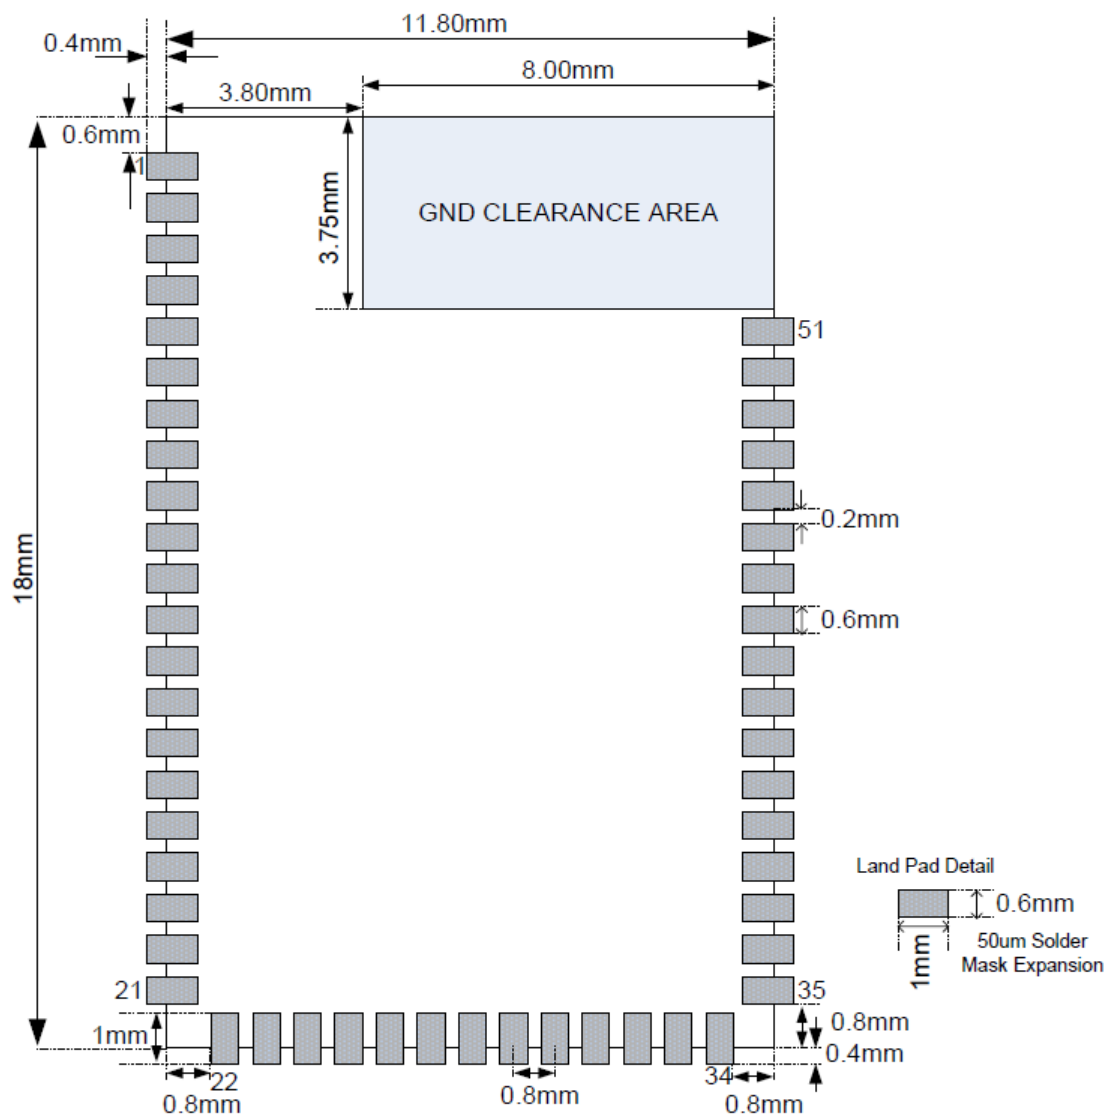 11.80mm
0.4mm
8.00mm
3.80mm
0.6mm
1
3.75mm
GND CLEARANCE AREA
51
0.2mm
18mm
0.6mm
Land Pad Detail
0.6mm
1mm
50um Solder
Mask Expansion
21
35
1mm
0.8mm
0.4mm
22
34
0.8mm
0.8mm
0.8mm